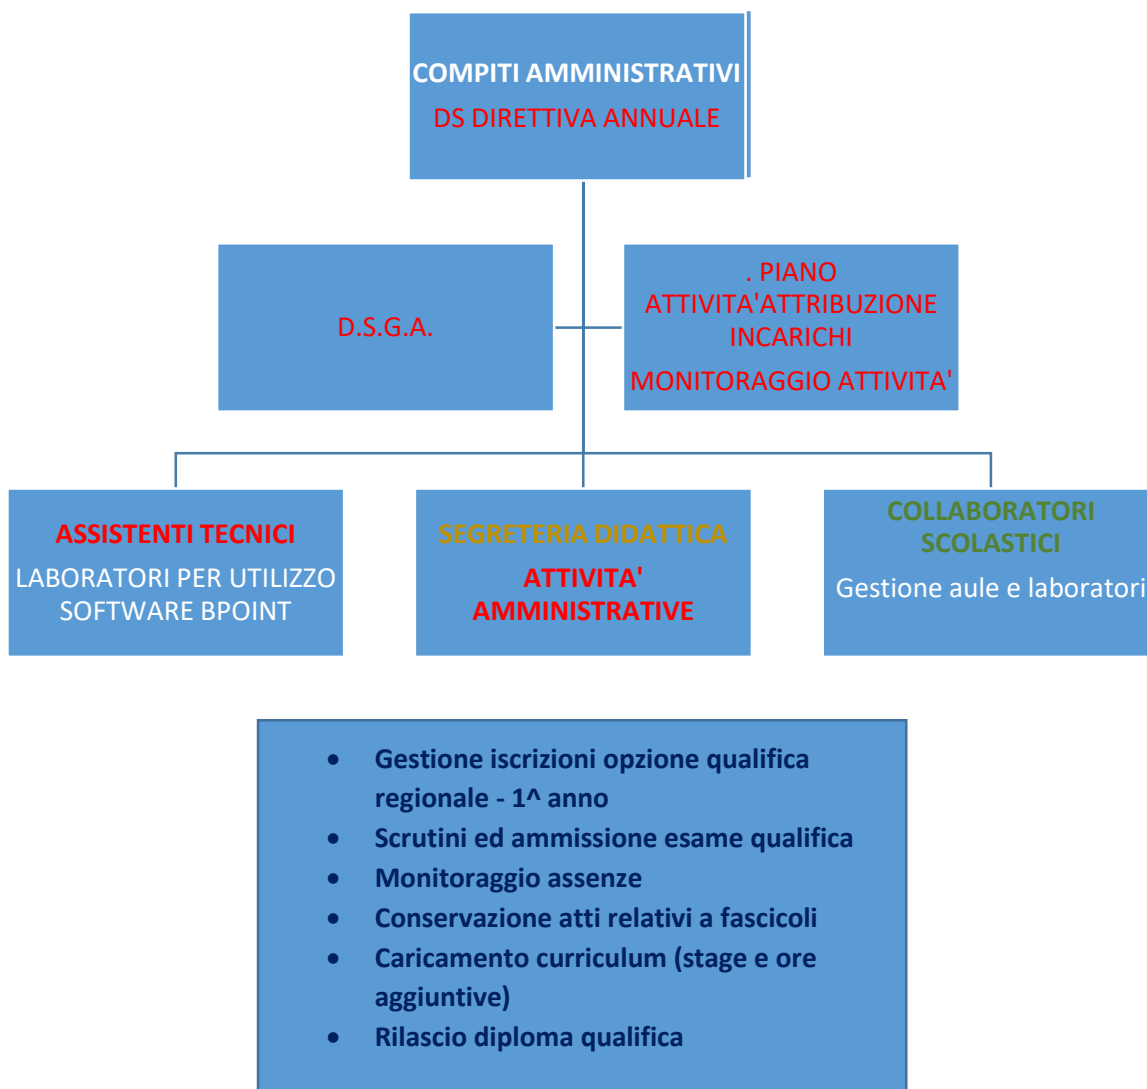 COMPITI AMMINISTRATIVI
DS DIRETTIVA ANNUALE
D.S.G.A.
. PIANO
ATTIVITA'ATTRIBUZIONE
INCARICHI
MONITORAGGIO ATTIVITA'
ASSISTENTI TECNICI
LABORATORI PER UTILIZZO
SOFTWARE BPOINT
SEGRETERIA DIDATTICA
ATTIVITA'
AMMINISTRATIVE
COLLABORATORI
SCOLASTICI
Gestione aule e laboratori
• Gestione iscrizioni opzione qualifica
regionale - 1^ anno
• Scrutini ed ammissione esame qualifica
• Monitoraggio assenze
• Conservazione atti relativi a fascicoli
• Caricamento curriculum (stage e ore
aggiuntive)
• Rilascio diploma qualifica